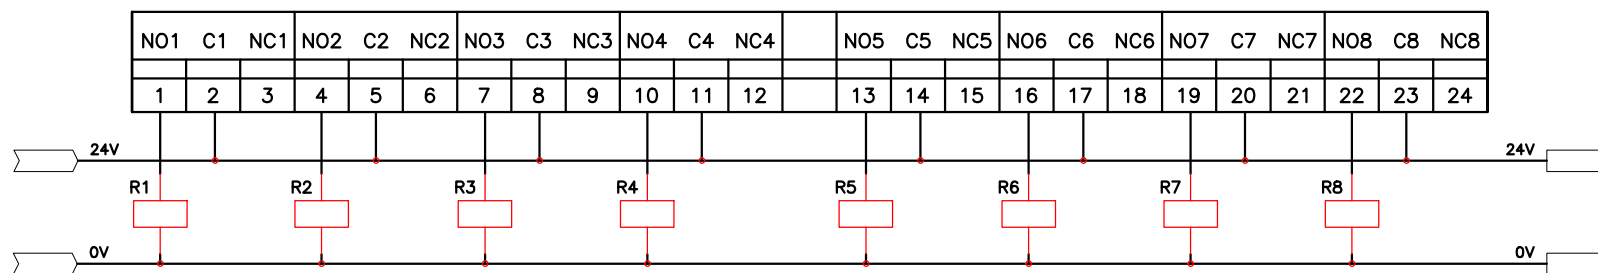 NO1 C1 NC1 NO2 C2 NC2 NO3 C3 NC3 NO4 C4 NC4 NO5 C5 NC5 NO6 C6 NC6 NO7 C7 NC7 NO8 C8 NC8
1 2 3 4 5 6 7 8 9 10 11 12 13 14 15 16 17 18 19 20 21 22 23 24
24V 24V
R1 R2 R3 R4 R5 R6 R7 R8
0V 0V